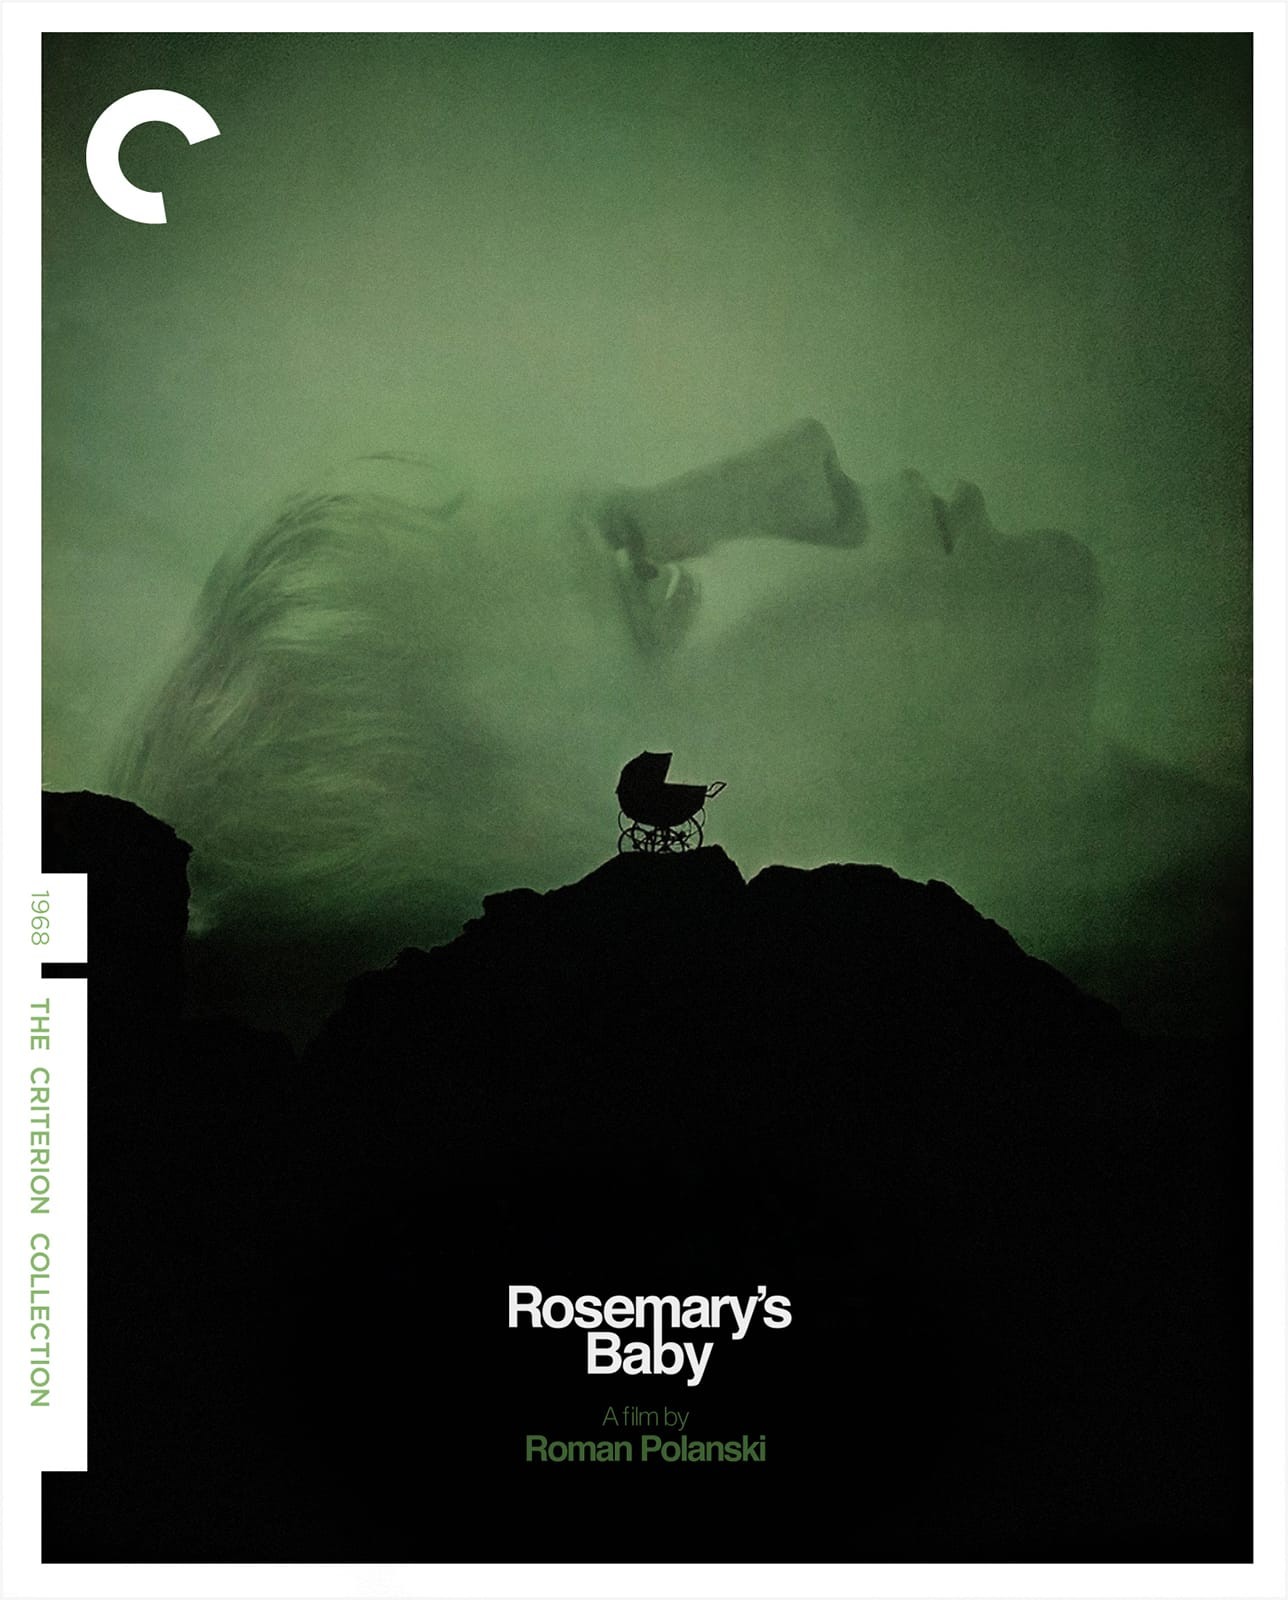 1968
THE CRITERION COLLECTION
Rosemary's
Baby
A film by
Roman Polanski